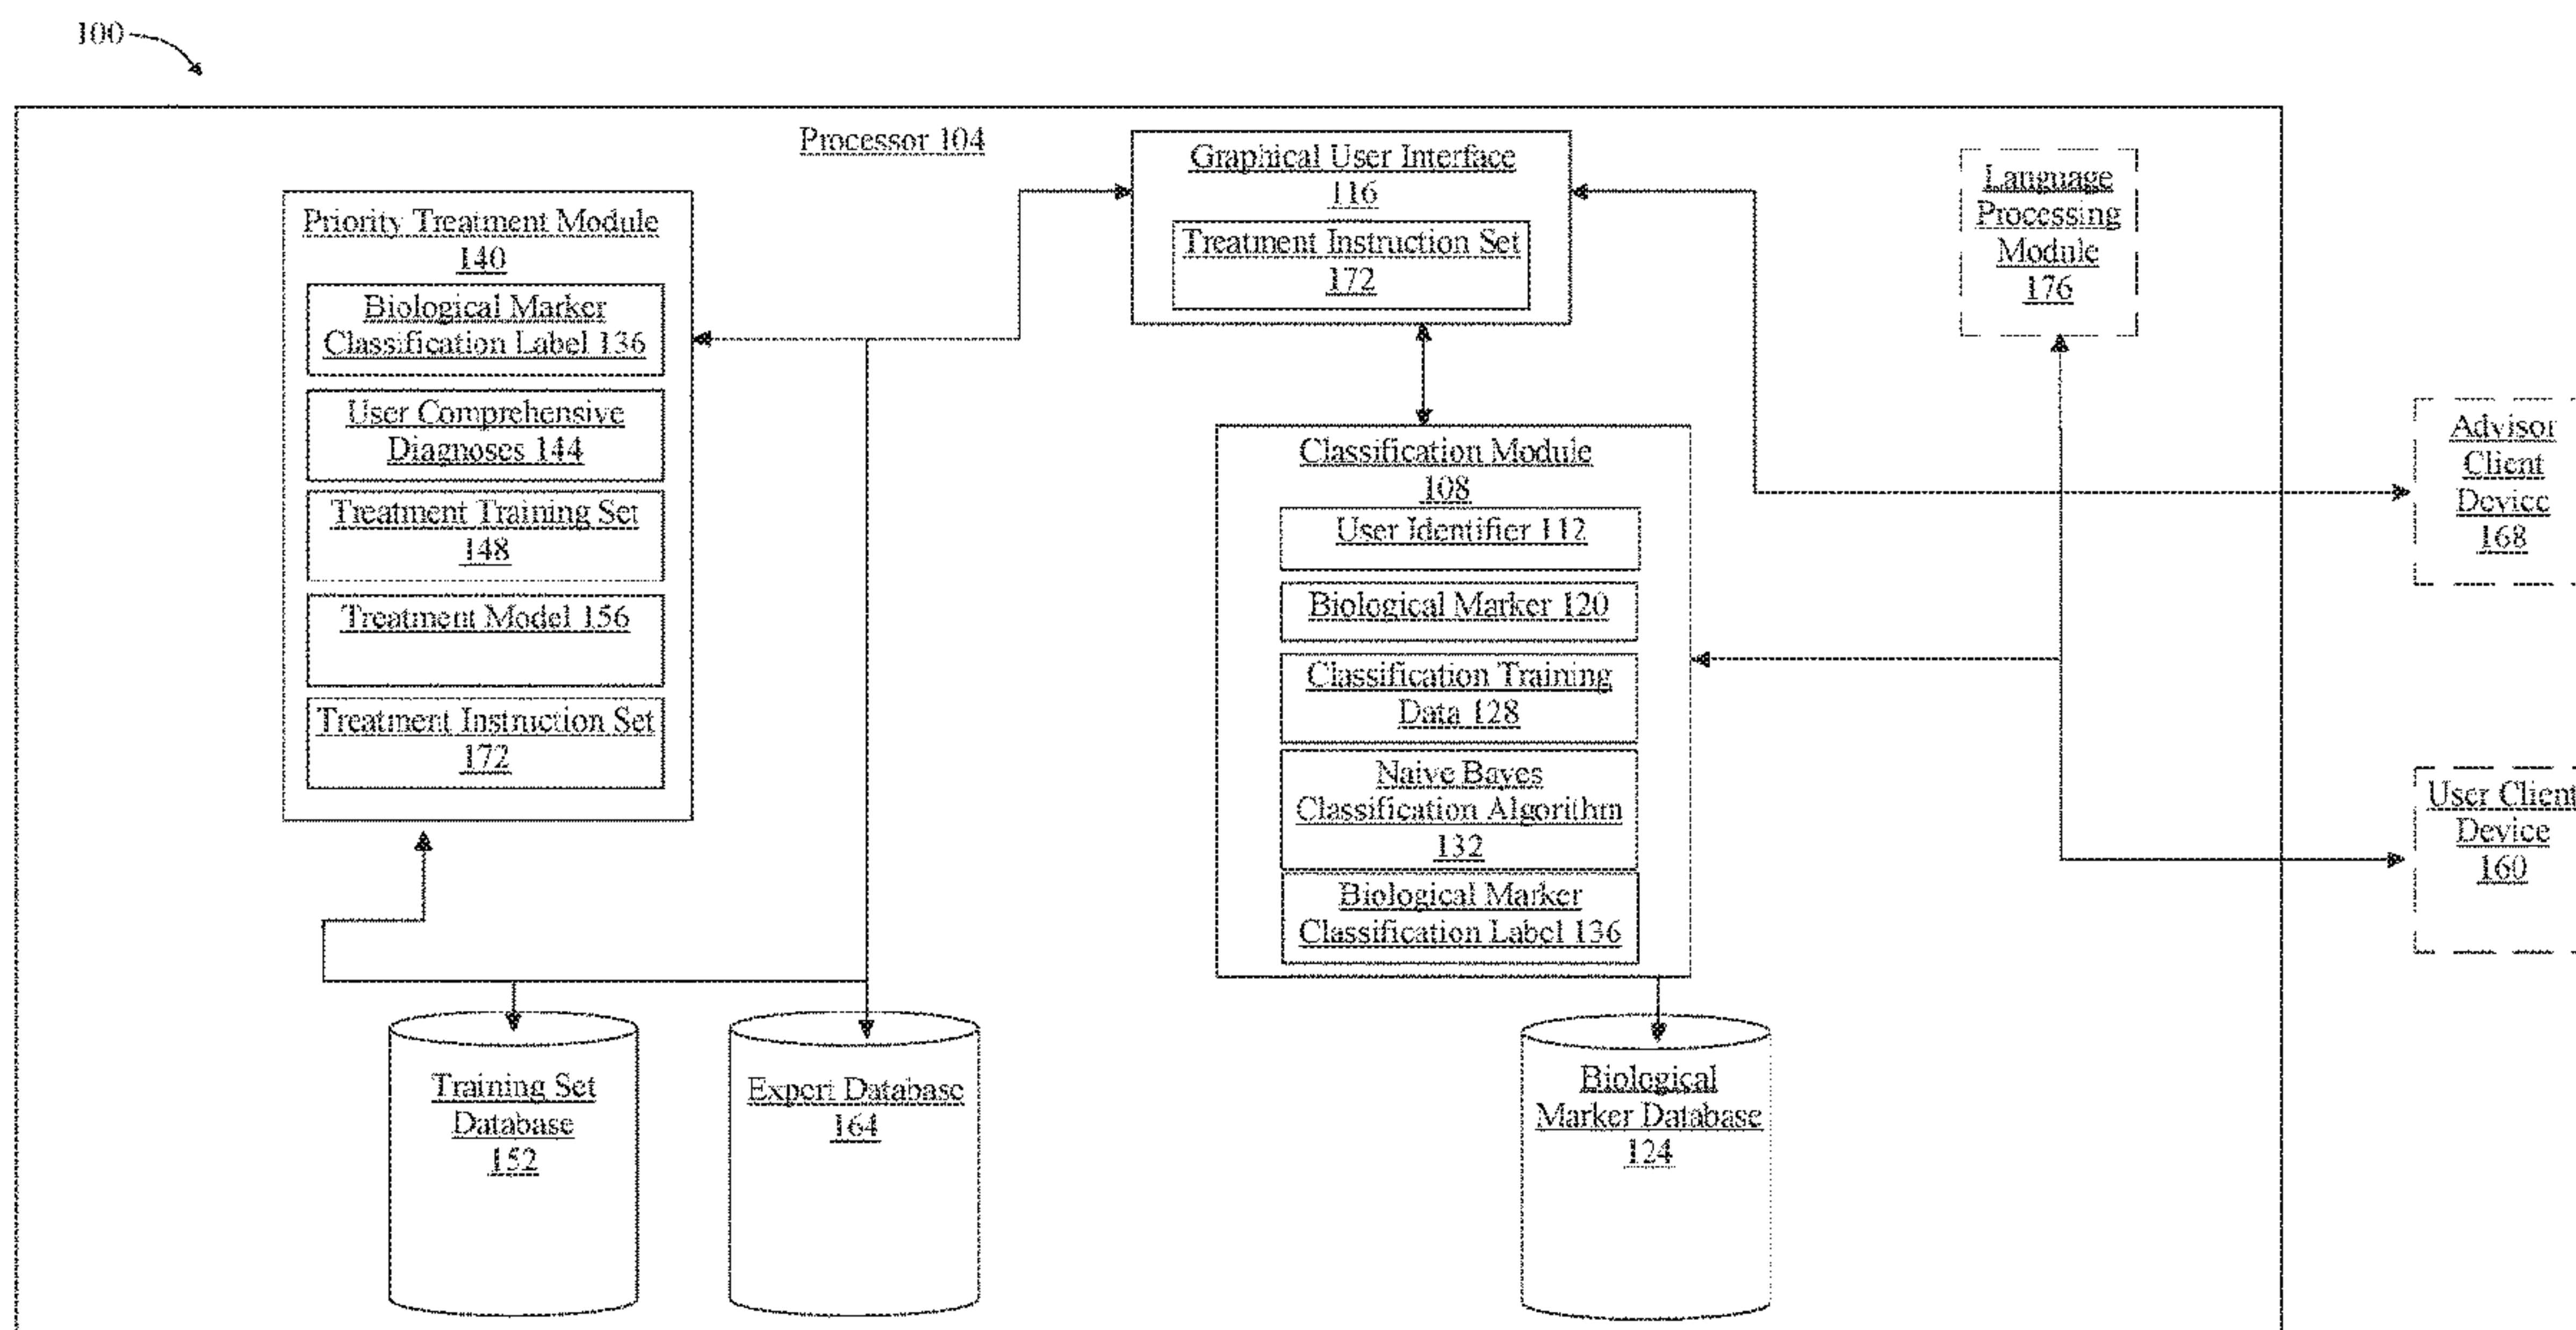 100
Processor 104
Priority Treatment Module
140
Biological Marker
Classification Label 136
User Comprehensive
Diagnoses 144
Treatment Training Set
148
Treatment Model 156
Treatment Instruction Set
172
Graphical User Interface
116
Treatment Instruction Set
172
Classification Module
108
User Identifier 112
Biological Marker 120
Classification Training
Data 128
Naive Bayes
Classification Algorithm
132
Biological Marker
Classification Label 136
Language
Processing
Module
176
Advisor
Client
Device
168
User Client
Device
160
Training Set
Database
152
Expert Database
164
Biological
Marker Database
124